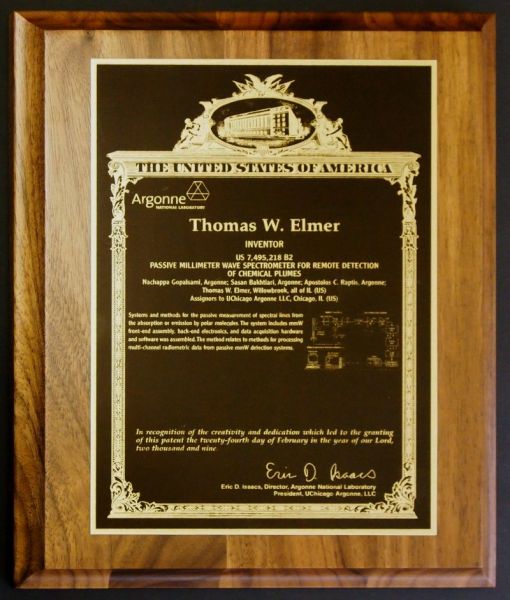 THE UNITED STATES OF AMERICA
Argonne
NATIONAL LABORATORY
Thomas W. Elmer
INVENTOR
US 7,495,218 B2
PASSIVE MILLIMETER WAVE SPECTROMETER FOR REMOTE DETECTION
OF CHEMICAL PLUMES
Nachappa Gopalsami, Argonne; Sasan Bakhtiari, Argonne; Apostolos C. Raptis, Argonne;
Thomas W. Elmer, Willowbrook, all of IL (US)
Assigners to UChicago Argonne LLC, Chicago, IL (US)
Systems and methods for the passive measurement of spectral lines from
the absorption or emission by polar molecules. The system includes mmW
front-end assembly, back-end electronics, and data acquisition hardware
and software was assembled. The method relates to methods for processing
multi-channel radiometric data from passive mmW detection systems.
In recognition of the creativity and dedication which led to the granting
of this patent the twenty-fourth day of February in the year of our Lord,
two thousand and nine
Eric D. Isaacs
Eric D. Isaacs, Director, Argonne National Laboratory
President, UChicago Argonne, LLC